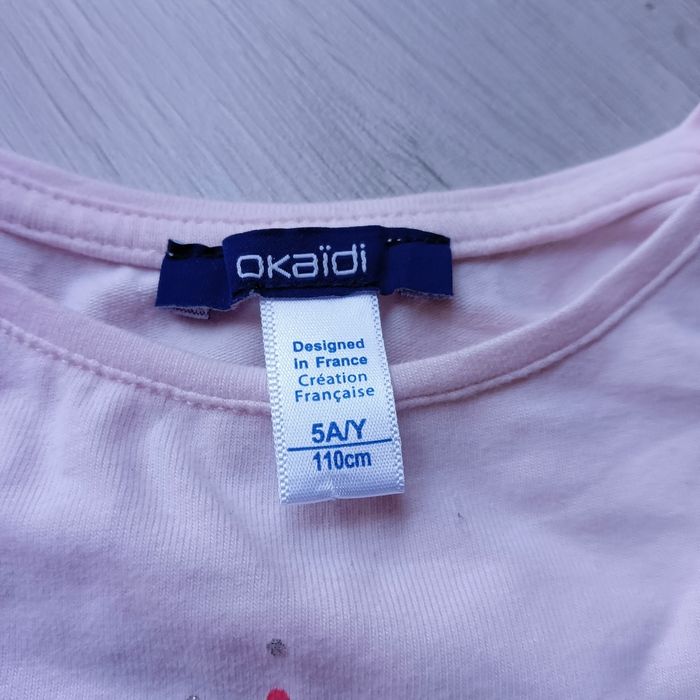 okaïdi
Designed
in France
Création
Française
5A/Y
110cm